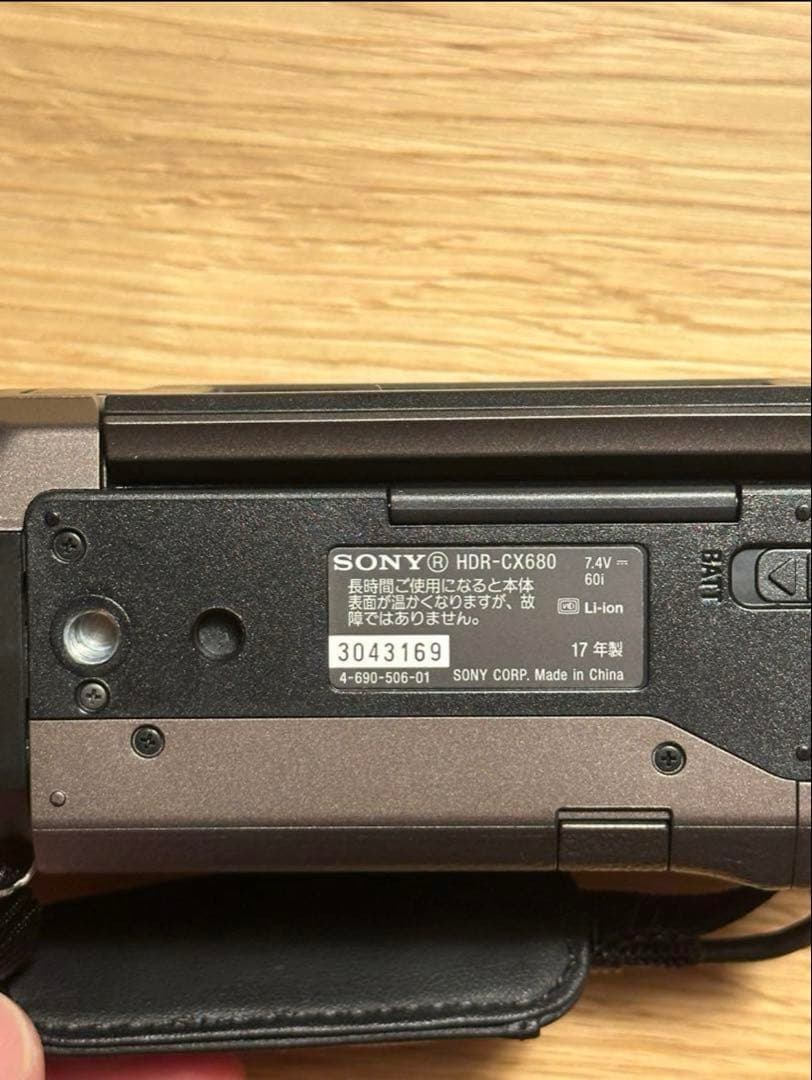 SONY® HDR-CX680
7.4V ⎓
60i
長時間ご使用になると本体
表面が温かくなりますが、故
障ではありません。
Li-ion
3043169
17 年製
4-690-506-01
SONY CORP. Made in China
BATT